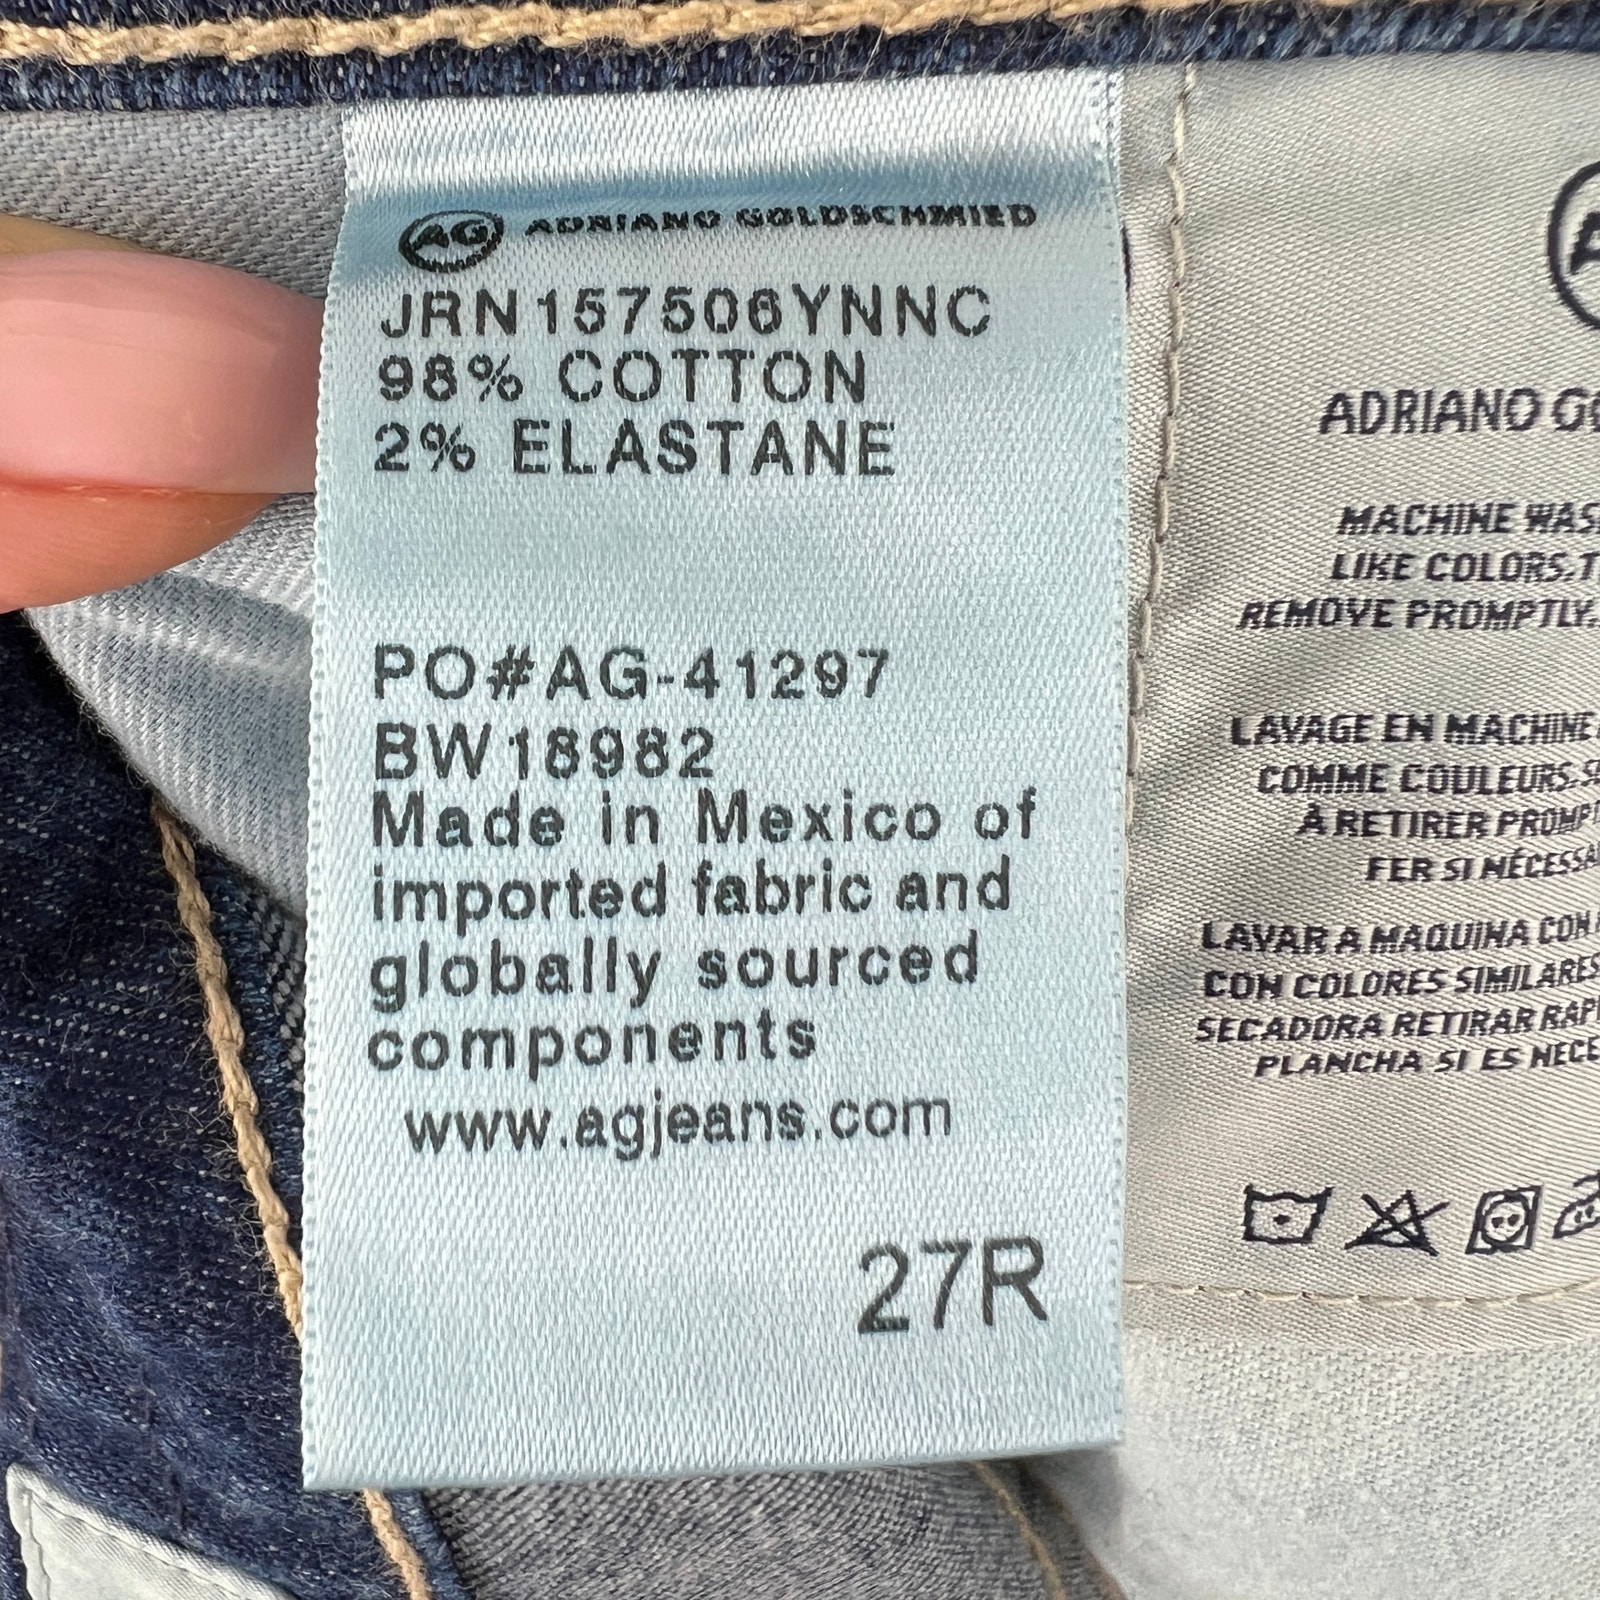 AG ADRIANO GOLDSCHMIED
JRN157506YNNC
98% COTTON
2% ELASTANE
PO#AG-41297
BW18982
Made in Mexico of
imported fabric and
globally sourced
components
www.agjeans.com
27R
ADRIANO
MACHINE
LIKE COLORS.
REMOVE PROMPTLY.
LAVAGE EN MACHINE
COMME COULEURS.
À RETIRER
FER SI
LAVAR A MAQUINA CON
CON COLORES SIMILARES
SECADORA RETIRAR
PLANCHA SI ES